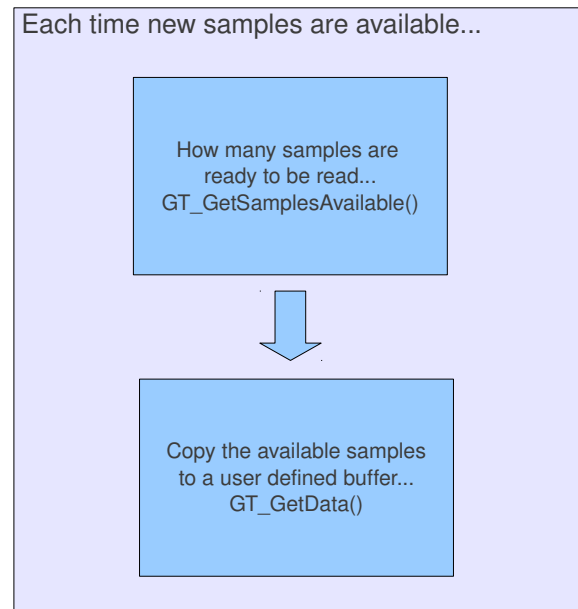 Each time new samples are available...
How many samples are
ready to be read...
GT_GetSamplesAvailable()
Copy the available samples
to a user defined buffer...
GT_GetData()